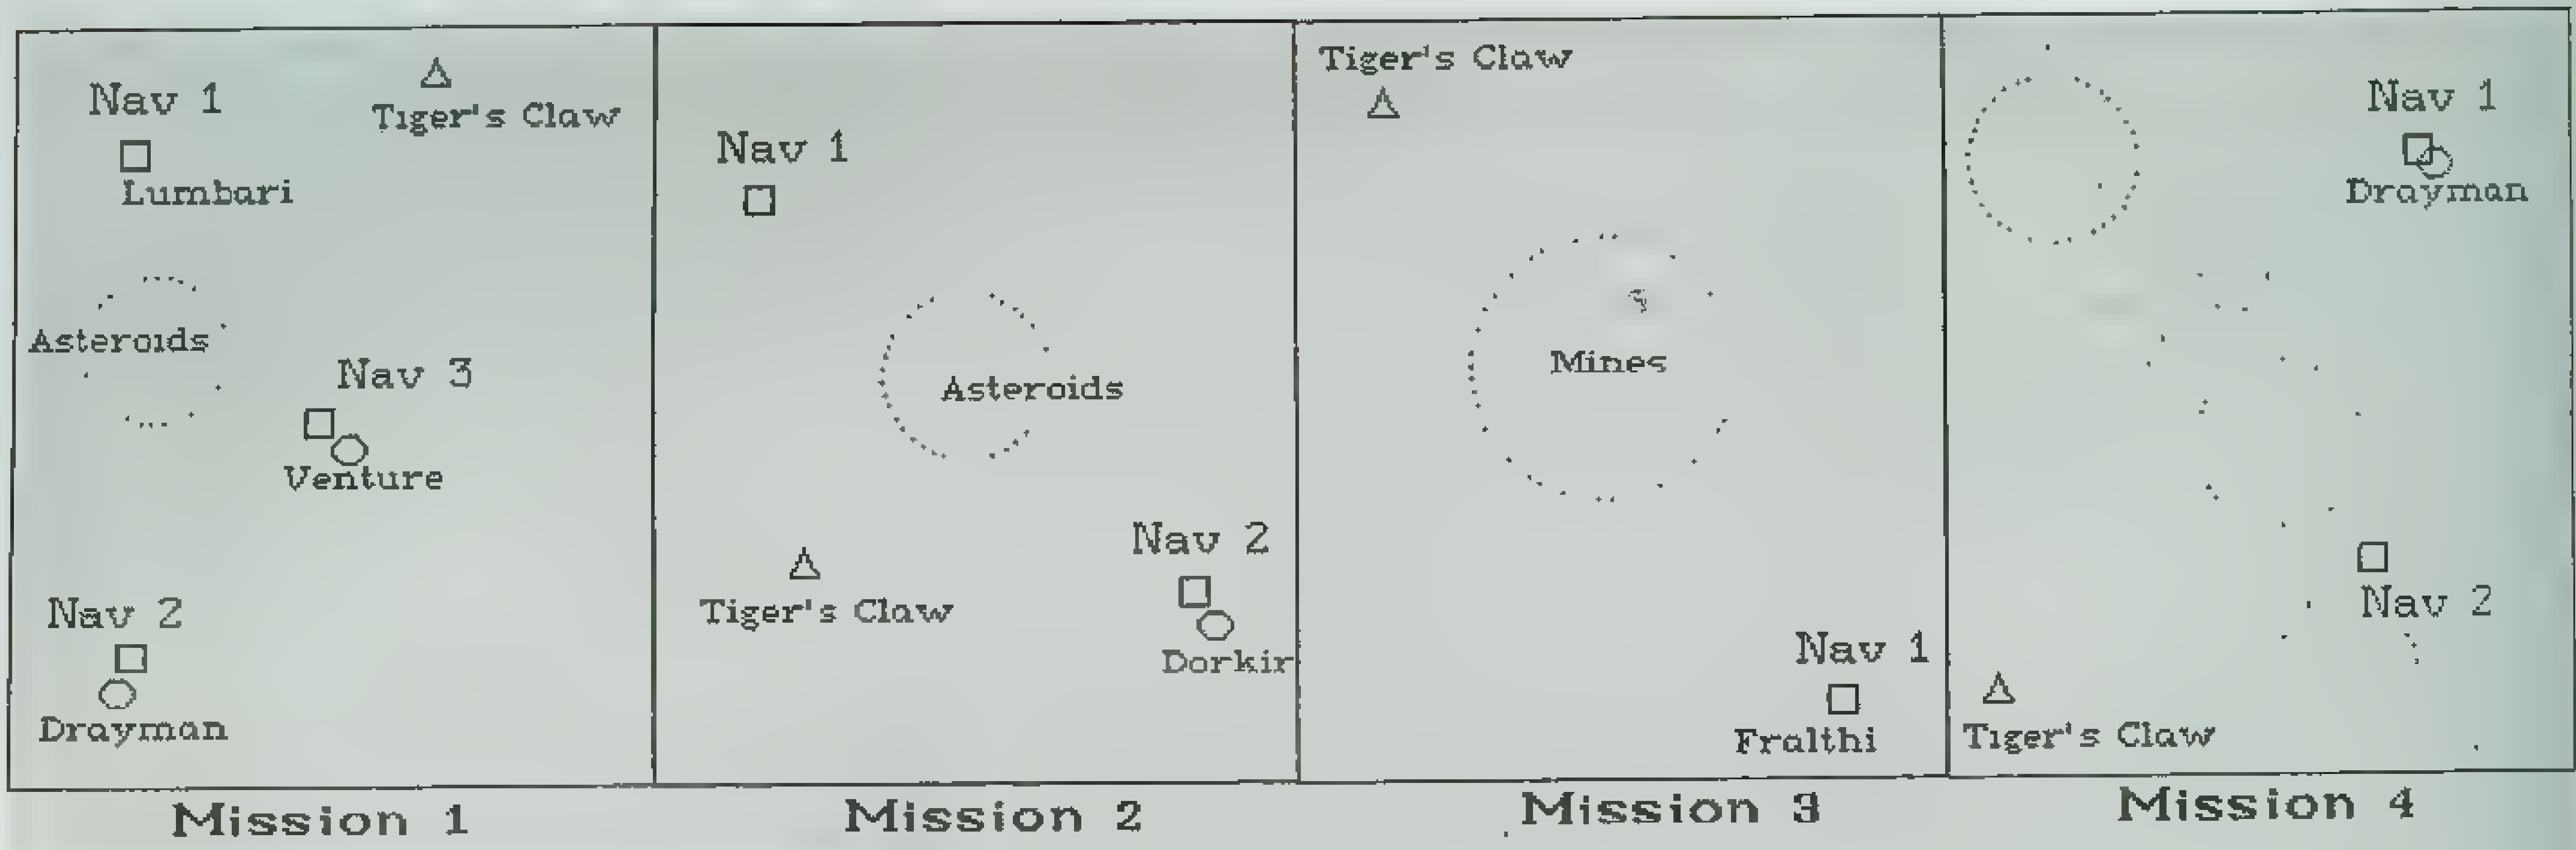 Nav 1
Tiger's Claw
Lumbari
Asteroids
Nav 3
Venture
Nav 2
Drayman
Mission 1
Nav 1
Asteroids
Tiger's Claw
Nav 2
Dorkir
Mission 2
Tiger's Claw
Mines
Nav 1
Fralthi
Mission 3
Nav 1
Drayman
Nav 2
Tiger's Claw
Mission 4